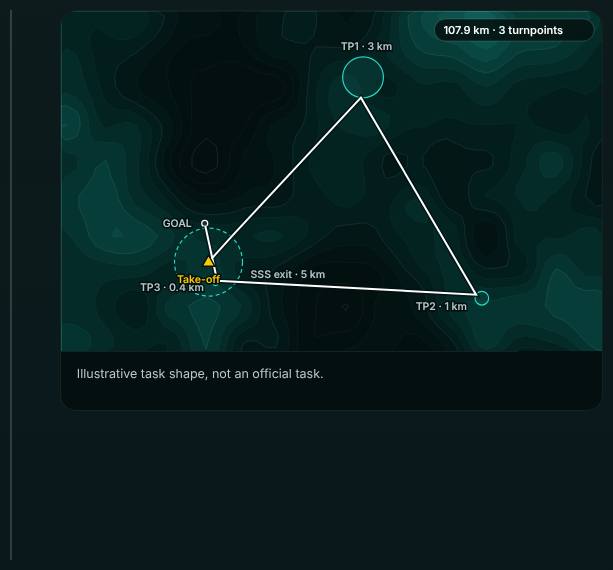 107.9 km · 3 turnpoints
TP1 · 3 km
GOAL
SSS exit · 5 km
Take-off
TP3 · 0.4 km
TP2 · 1 km
Illustrative task shape, not an official task.